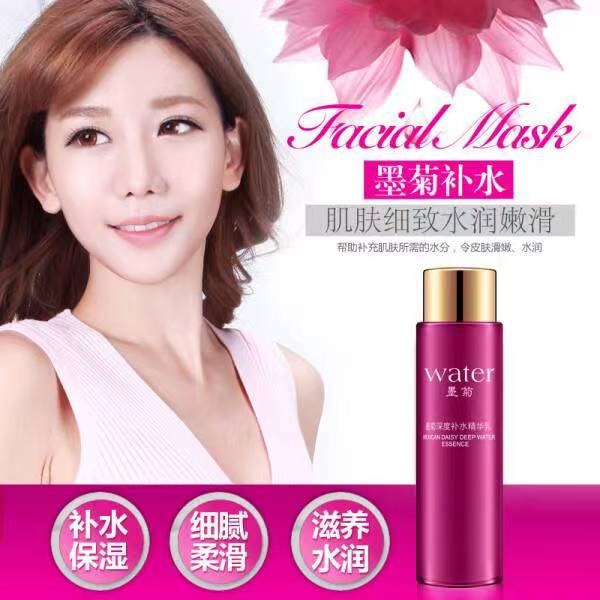 Facial Mask
墨菊补水
肌肤细致水润嫩滑
帮助补充肌肤所需的水分，令皮肤滑嫩、水润
water
墨菊
墨菊深度补水精华乳
MEXICAN DAISY DEEP WATER
ESSENCE
补水
保湿
细腻
柔滑
滋养
水润